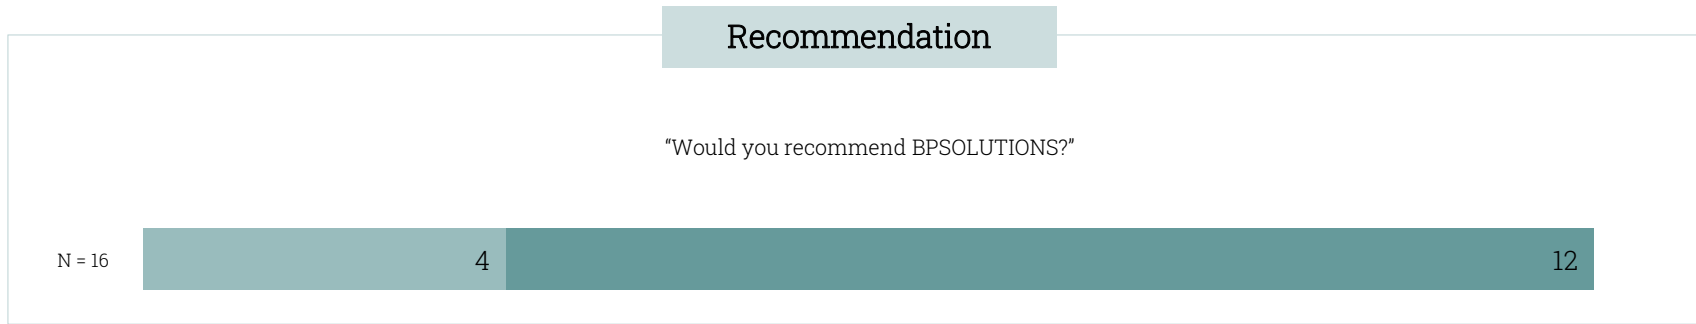 Recommendation
“Would you recommend BPSOLUTIONS?”
N = 16
4
12